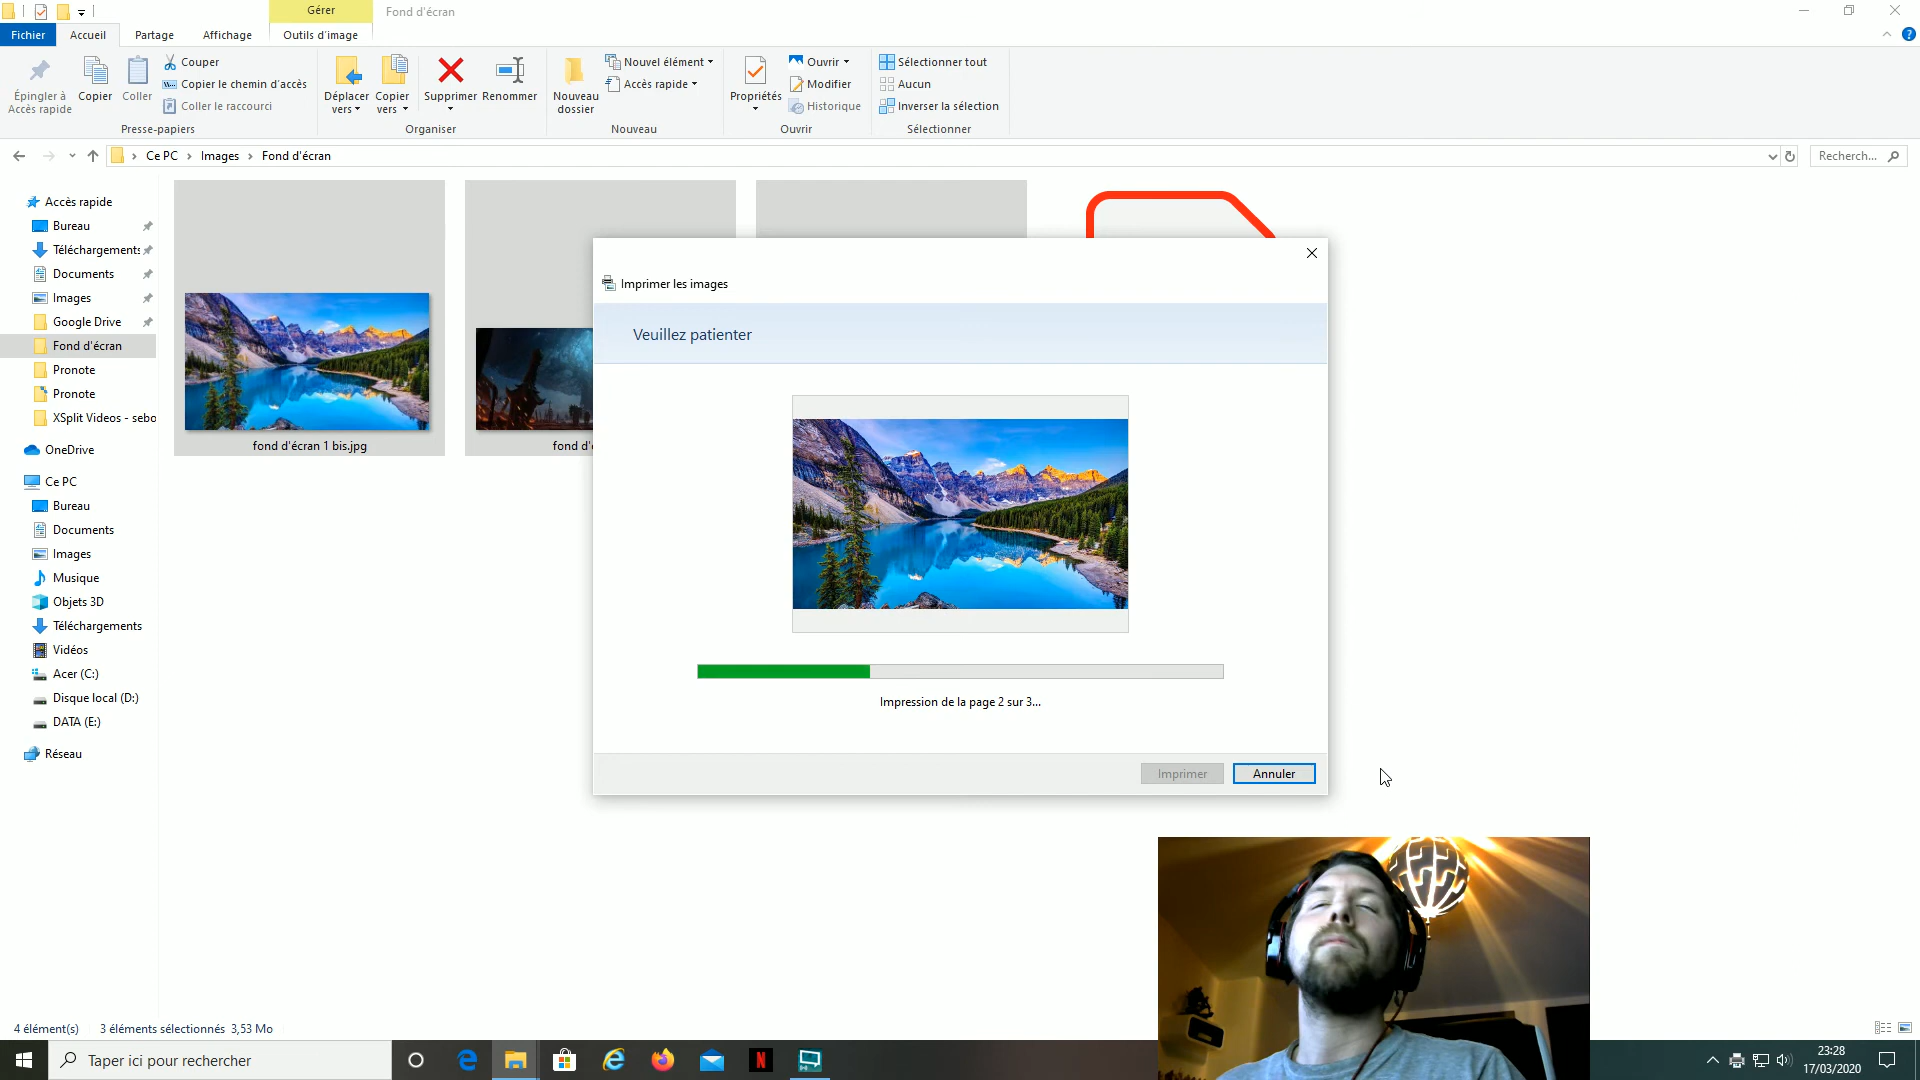 Gérer
Fond d'écran
Fichier
Accueil
Partage
Affichage
Outils d'image
Épingler à
Accès rapide
Copier
Coller
Couper
Copier le chemin d'accès
Coller le raccourci
Presse-papiers
Déplacer
vers
Copier
vers
Supprimer
Renommer
Organiser
Nouveau
dossier
Nouvel élément
Accès rapide
Nouveau
Propriétés
Ouvrir
Modifier
Historique
Ouvrir
Sélectionner tout
Aucun
Inverser la sélection
Sélectionner
Ce PC
Images
Fond d'écran
Recherch...
Accès rapide
Bureau
Téléchargements
Documents
Images
Google Drive
Fond d'écran
Pronote
Pronote
XSplit Videos - sebo
OneDrive
Ce PC
Bureau
Documents
Images
Musique
Objets 3D
Téléchargements
Vidéos
Acer (C:)
Disque local (D:)
DATA (E:)
Réseau
fond d'écran 1 bis.jpg
fond d'
Imprimer les images
Veuillez patienter
Impression de la page 2 sur 3...
Imprimer
Annuler
4 élément(s)
3 éléments sélectionnés 3,53 Mo
Taper ici pour rechercher
N
23:28
17/03/2020